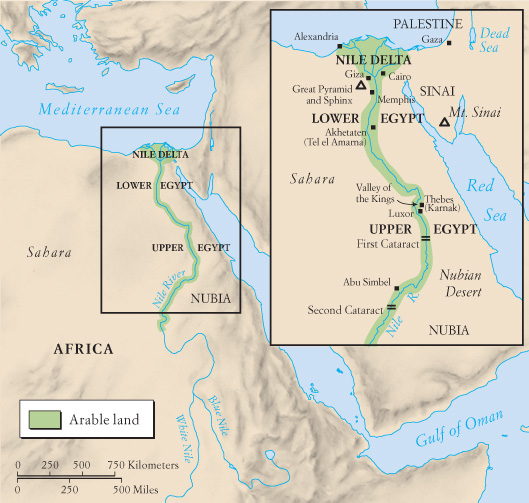 Mediterranean Sea
NILE DELTA
LOWER EGYPT
Sahara
UPPER EGYPT
Nile River
NUBIA
AFRICA
White Nile
Blue Nile
Arable land
0 250 500 750 Kilometers
0 250 500 Miles
Gulf of Oman
PALESTINE
Alexandria
Gaza
Dead
Sea
NILE DELTA
Giza
Cairo
Great Pyramid
and Sphinx
Memphis
SINAI
Mt. Sinai
LOWER EGYPT
Akhetaten
(Tel el Amarna)
Sahara
Red
Sea
Valley of
the Kings
Thebes
(Karnak)
Luxor
UPPER EGYPT
First Cataract
Abu Simbel
Nubian
Desert
Second Cataract
Nile R.
NUBIA